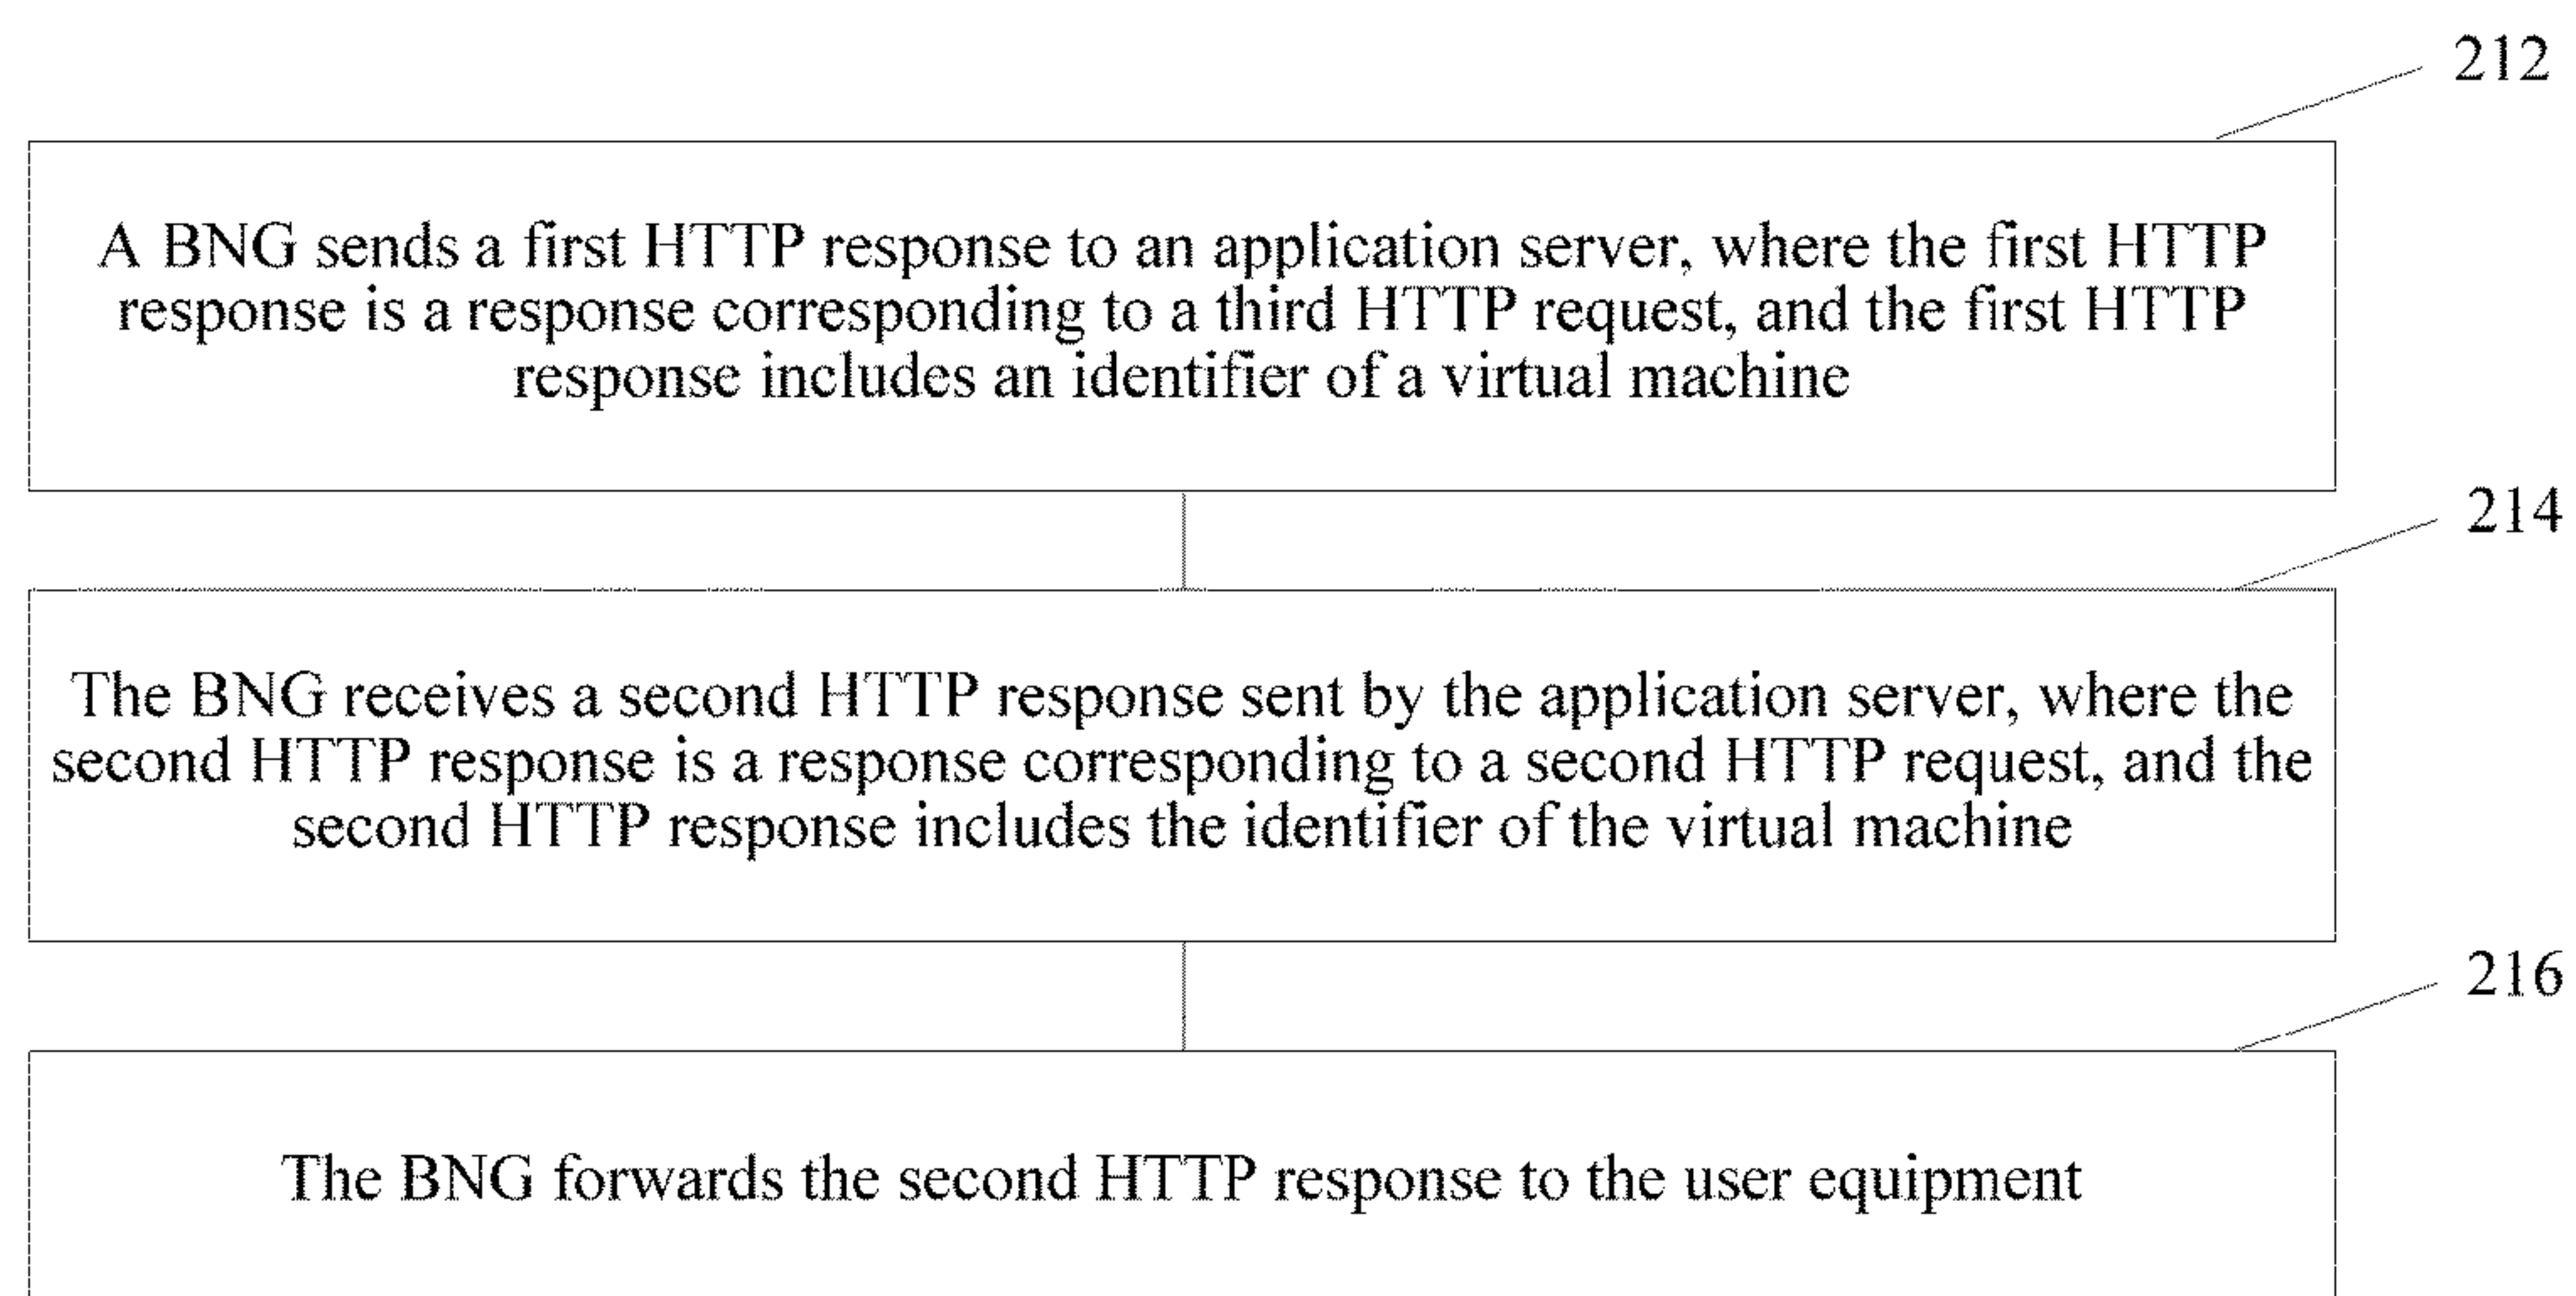 212
A BNG sends a first HTTP response to an application server, where the first HTTP
response is a response corresponding to a third HTTP request, and the first HTTP
response includes an identifier of a virtual machine
214
The BNG receives a second HTTP response sent by the application server, where the
second HTTP response is a response corresponding to a second HTTP request, and the
second HTTP response includes the identifier of the virtual machine
216
The BNG forwards the second HTTP response to the user equipment